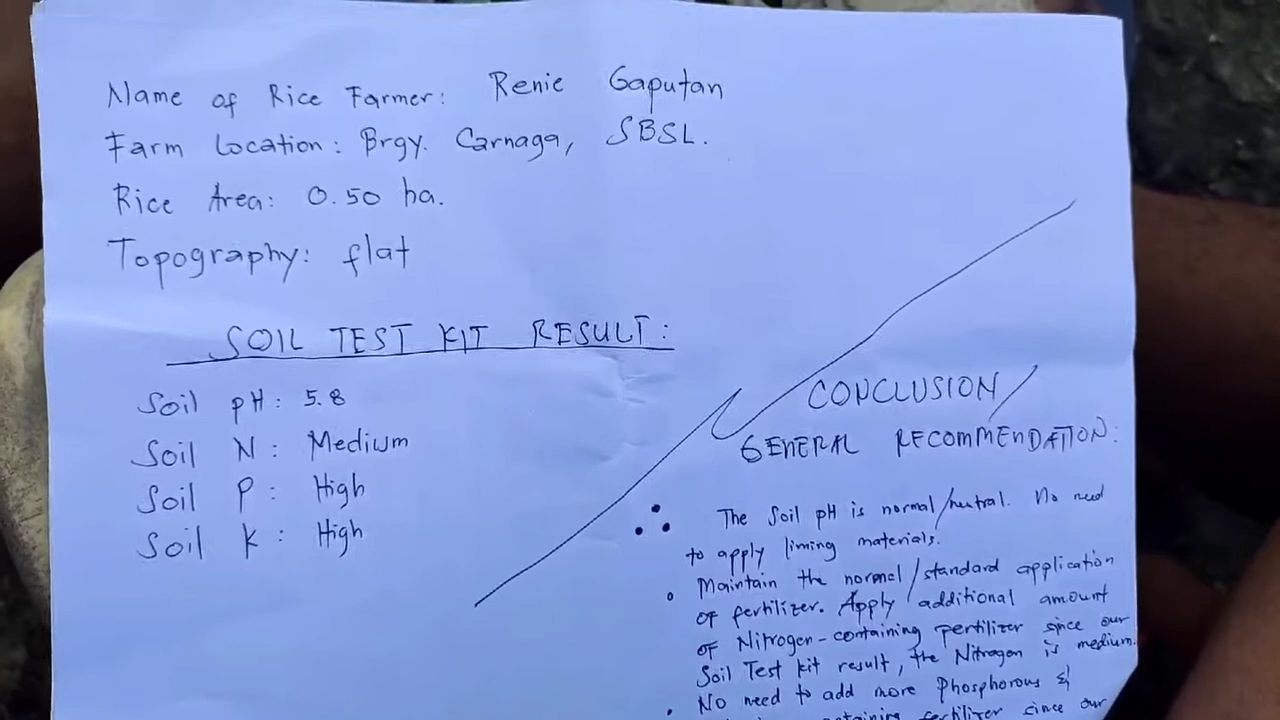 Name of Rice Farmer: Renie Gaputan
Farm Location: Brgy. Carnaga, SBSL.
Rice Area: 0.50 ha.
Topography: flat
SOIL TEST KIT RESULT:
Soil pH: 5.8
Soil N: Medium
Soil P: High
Soil K: High
CONCLUSION/
GENERAL RECOMMENDATION:
∴ The Soil pH is normal/neutral. No need
to apply liming materials.
• Maintain the normal/standard application
of fertilizer. Apply additional amount
of Nitrogen-containing pertilizer since our
Soil Test kit result, the Nitrogen is medium.
• No need to add more Phosphorous &
fertilizer since our